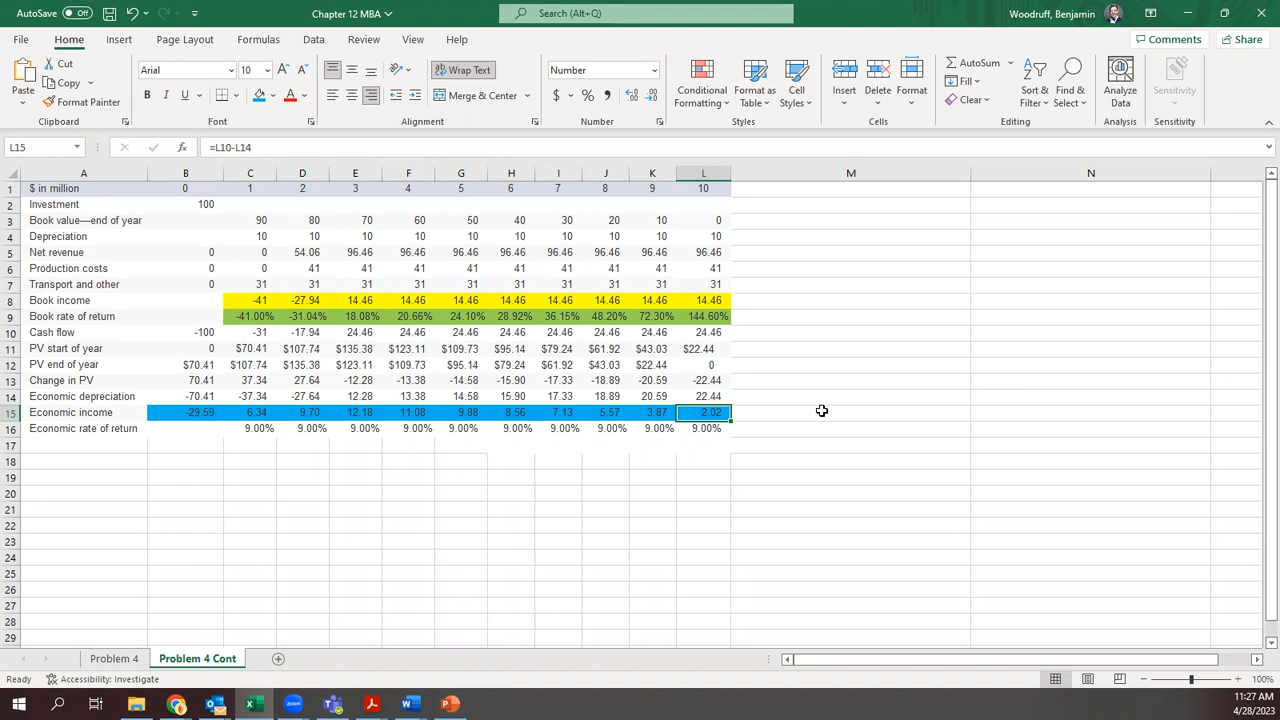 AutoSave Off Chapter 12 MBA Search (Alt+Q) Woodruff, Benjamin
File Home Insert Page Layout Formulas Data Review View Help Comments Share
Paste Cut Copy Format Painter Arial 10 B I U A Wrap Text Merge & Center Number $ % Conditional Formatting Format as Table Cell Styles Insert Delete Format AutoSum Fill Clear Sort & Filter Find & Select Analyze Data Sensitivity
Clipboard Font Alignment Number Styles Cells Editing Analysis Sensitivity
L15 fx =L10-L14
A B C D E F G H I J K L M N
1 $ in million 0 1 2 3 4 5 6 7 8 9 10
2 Investment 100
3 Book value—end of year 90 80 70 60 50 40 30 20 10 0
4 Depreciation 10 10 10 10 10 10 10 10 10 10
5 Net revenue 0 0 54.06 96.46 96.46 96.46 96.46 96.46 96.46 96.46 96.46
6 Production costs 0 0 41 41 41 41 41 41 41 41 41
7 Transport and other 0 31 31 31 31 31 31 31 31 31 31
8 Book income -41 -27.94 14.46 14.46 14.46 14.46 14.46 14.46 14.46 14.46
9 Book rate of return -41.00% -31.04% 18.08% 20.66% 24.10% 28.92% 36.15% 48.20% 72.30% 144.60%
10 Cash flow -100 -31 -17.94 24.46 24.46 24.46 24.46 24.46 24.46 24.46 24.46
11 PV start of year 0 $70.41 $107.74 $135.38 $123.11 $109.73 $95.14 $79.24 $61.92 $43.03 $22.44
12 PV end of year $70.41 $107.74 $135.38 $123.11 $109.73 $95.14 $79.24 $61.92 $43.03 $22.44 0
13 Change in PV 70.41 37.34 27.64 -12.28 -13.38 -14.58 -15.90 -17.33 -18.89 -20.59 -22.44
14 Economic depreciation -70.41 -37.34 -27.64 12.28 13.38 14.58 15.90 17.33 18.89 20.59 22.44
15 Economic income -29.59 6.34 9.70 12.18 11.08 9.88 8.56 7.13 5.57 3.87 2.02
16 Economic rate of return 9.00% 9.00% 9.00% 9.00% 9.00% 9.00% 9.00% 9.00% 9.00% 9.00%
17
18
19
20
21
22
23
24
25
26
27
28
29
Problem 4 Problem 4 Cont
Ready Accessibility: Investigate 100%
11:27 AM
4/28/2023